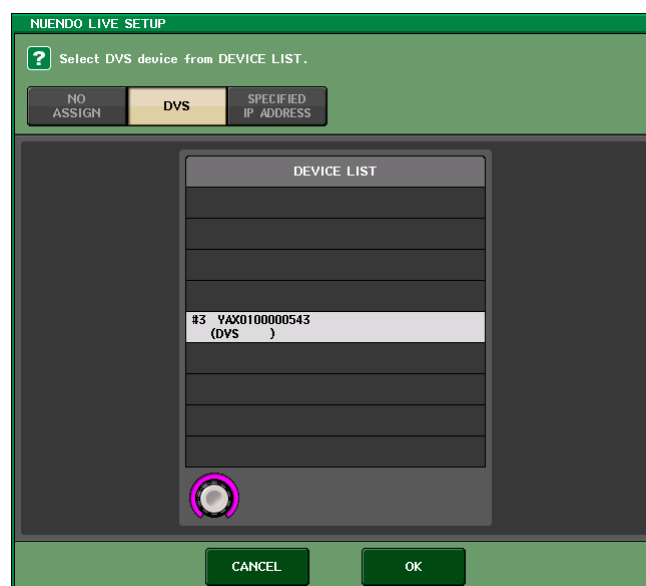 NUENDO LIVE SETUP
? Select DVS device from DEVICE LIST.
NO
ASSIGN
DVS
SPECIFIED
IP ADDRESS
DEVICE LIST
#3 YAX0100000543
(DVS )
CANCEL
OK